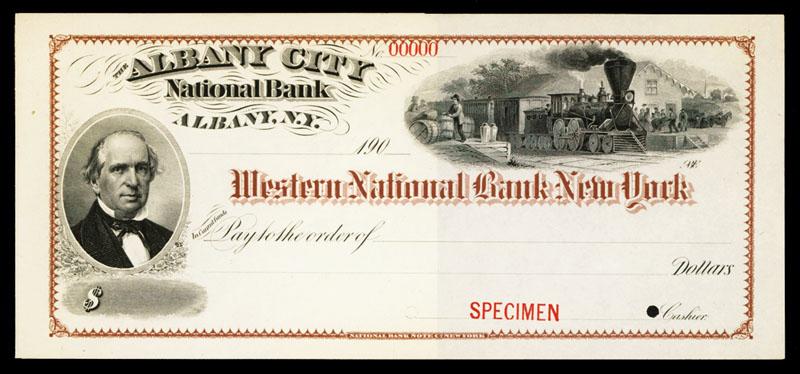 THE ALBANY CITY
No. 00000
National Bank
ALBANY, N.Y.
190
Western National Bank New York
In Current Funds
Pay to the order of
Dollars
$
SPECIMEN
Cashier
NATIONAL BANK NOTE CO. NEW YORK